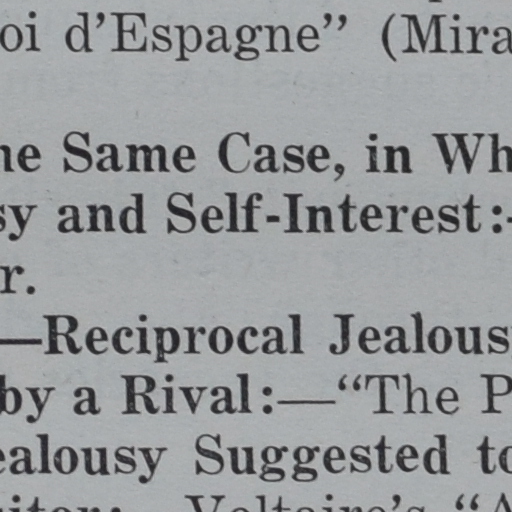 oi d'Espagne" (Mira
he Same Case, in Wh
sy and Self-Interest:-
r.
—Reciprocal Jealous
by a Rival:—"The P
ealousy Suggested to
itor:—Voltaire's "A